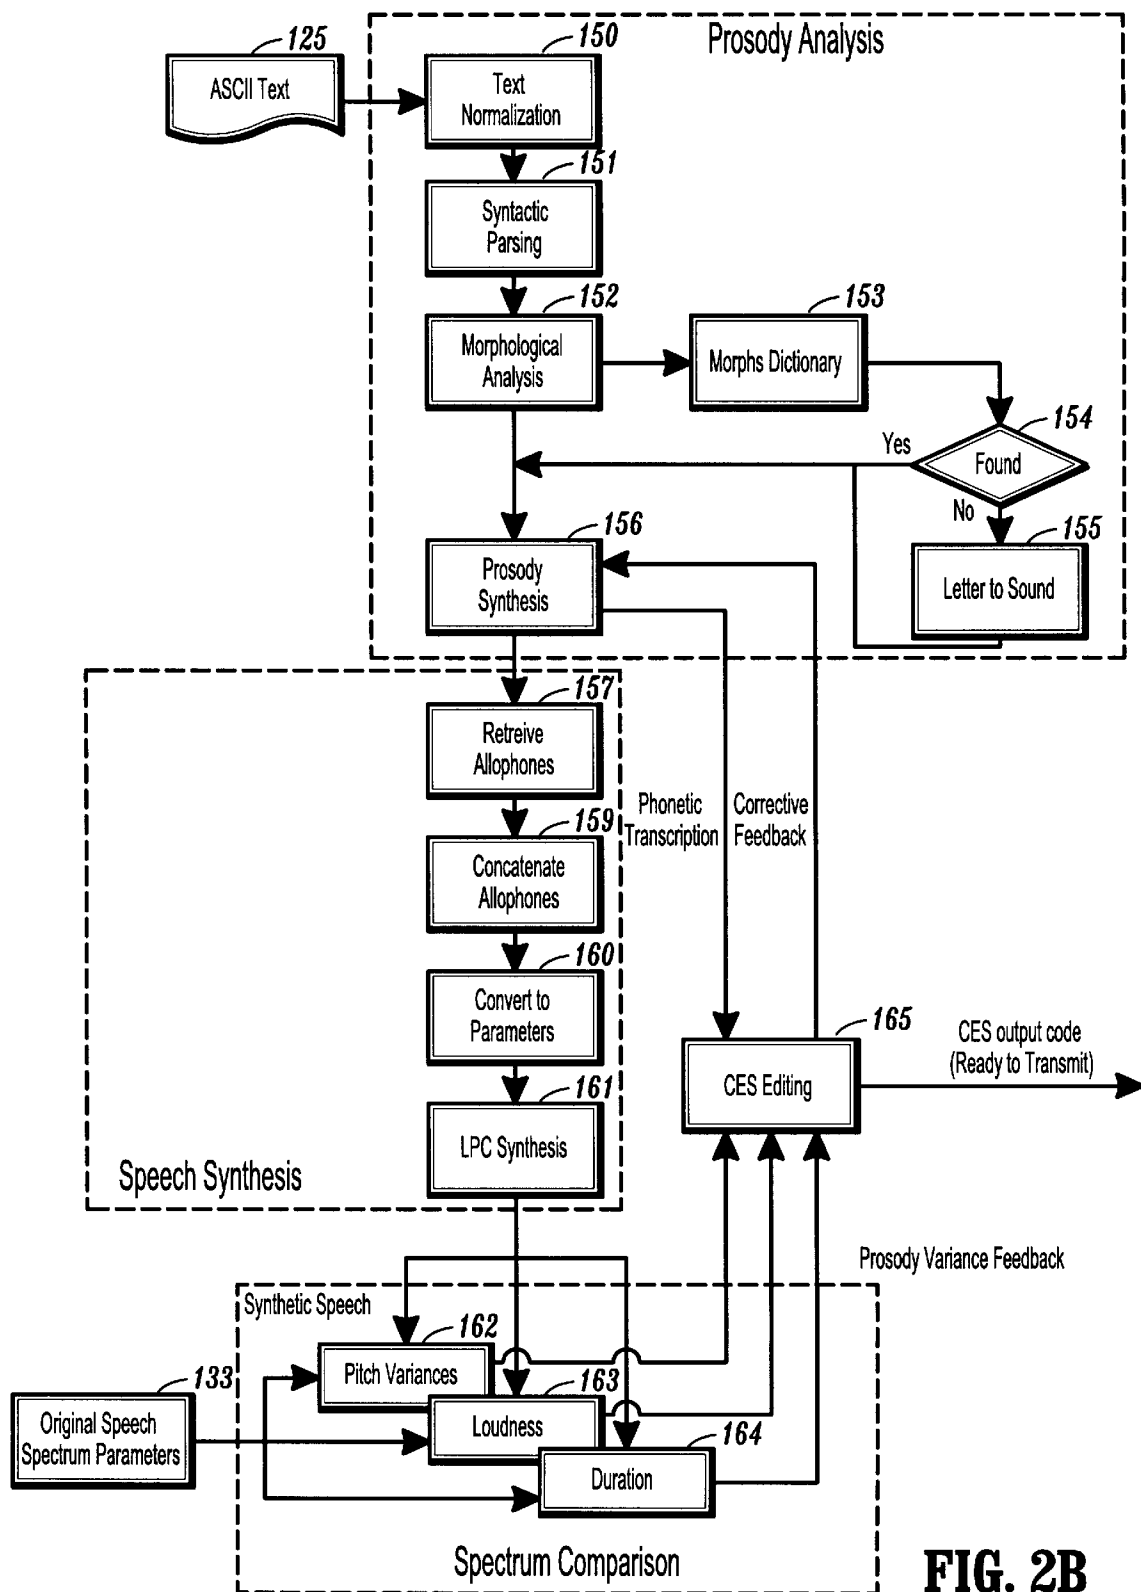 Prosody Analysis
125
ASCII Text
150
Text
Normalization
151
Syntactic
Parsing
152
Morphological
Analysis
153
Morphs Dictionary
154
Found
Yes
No
155
Letter to Sound
156
Prosody
Synthesis
157
Retreive
Allophones
Phonetic
Transcription
Corrective
Feedback
159
Concatenate
Allophones
160
Convert to
Parameters
161
LPC Synthesis
Speech Synthesis
165
CES Editing
CES output code
(Ready to Transmit)
Prosody Variance Feedback
Synthetic Speech
162
Pitch Variances
133
Original Speech
Spectrum Parameters
163
Loudness
164
Duration
Spectrum Comparison
FIG. 2B